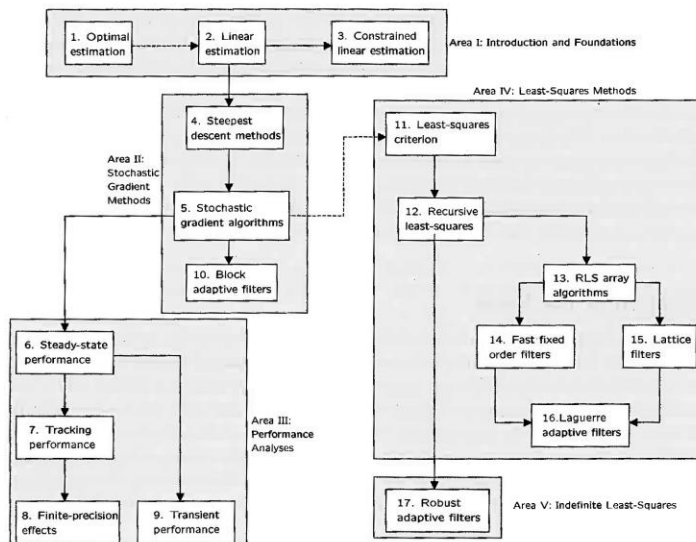 1. Optimal
estimation
2. Linear
estimation
3. Constrained
linear estimation
Area I: Introduction and Foundations
Area IV: Least-Squares Methods
4. Steepest
descent methods
11. Least-squares
criterion
Area II:
Stochastic
Gradient
Methods
5. Stochastic
gradient algorithms
12. Recursive
least-squares
10. Block
adaptive filters
13. RLS array
algorithms
6. Steady-state
performance
14. Fast fixed
order filters
15. Lattice
filters
7. Tracking
performance
Area III:
Performance
Analyses
16.Laguerre
adaptive filters
8. Finite-precision
effects
9. Transient
performance
17. Robust
adaptive filters
Area V: Indefinite Least-Squares